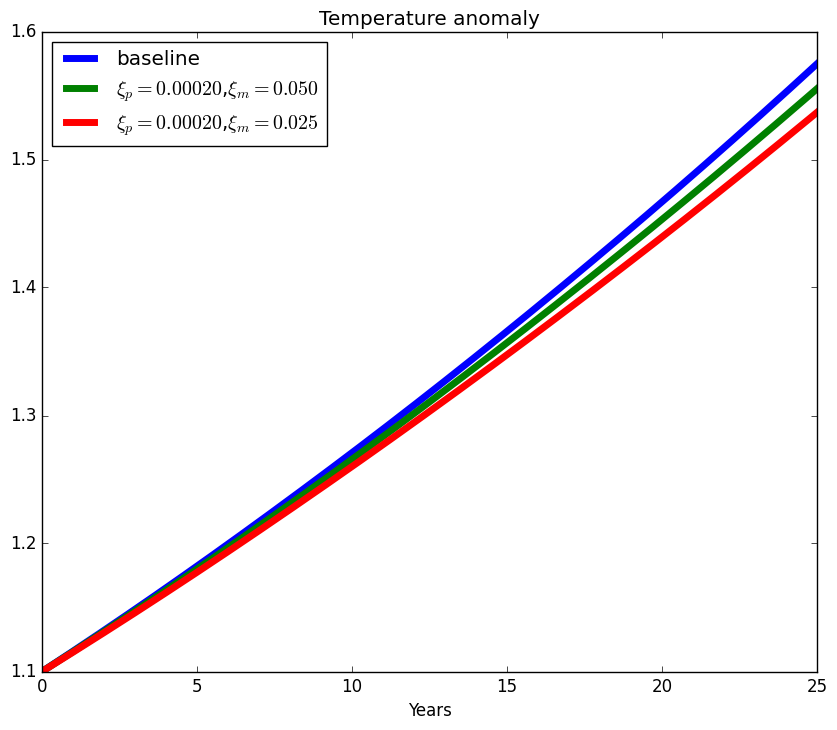 Temperature anomaly
1.6
baseline
ξₚ = 0.00020,ξₘ = 0.050
ξₚ = 0.00020,ξₘ = 0.025
1.5
1.4
1.3
1.2
1.1
0 5 10 15 20 25
Years